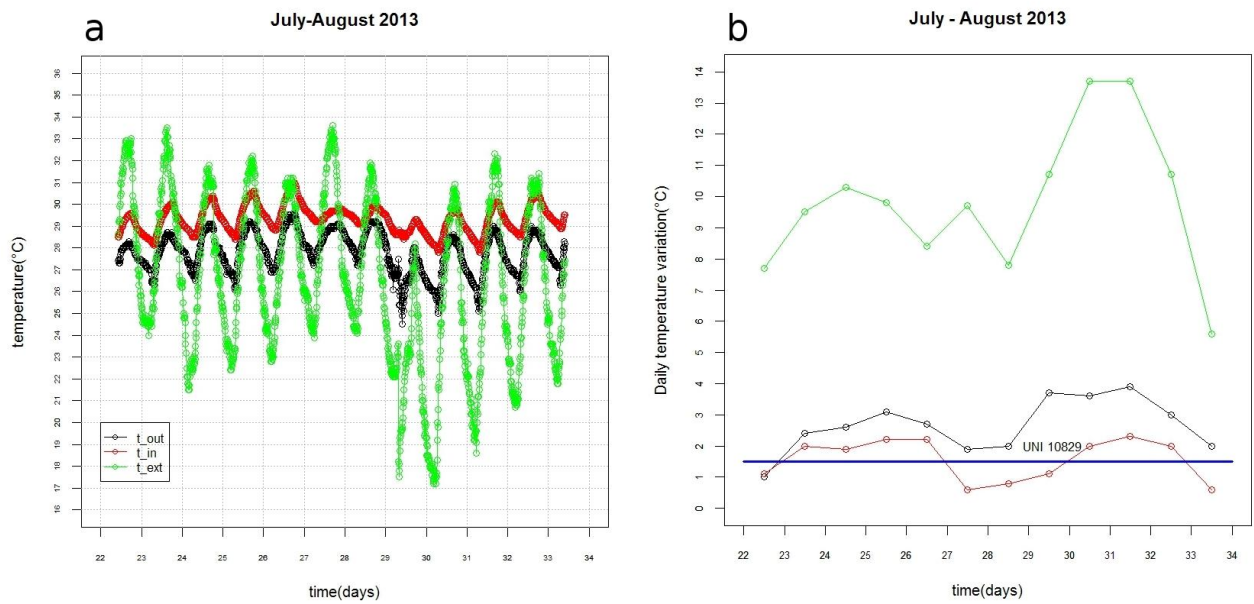 a
July-August 2013
temperature(°C)
36
35
34
33
32
31
30
29
28
27
26
25
24
23
22
21
20
19
18
17
16
t_out
t_in
t_ext
22 23 24 25 26 27 28 29 30 31 32 33 34
time(days)
b
July - August 2013
Daily temperature variation(°C)
14
13
12
11
10
9
8
7
6
5
4
3
2
1
0
UNI 10829
22 23 24 25 26 27 28 29 30 31 32 33 34
time(days)